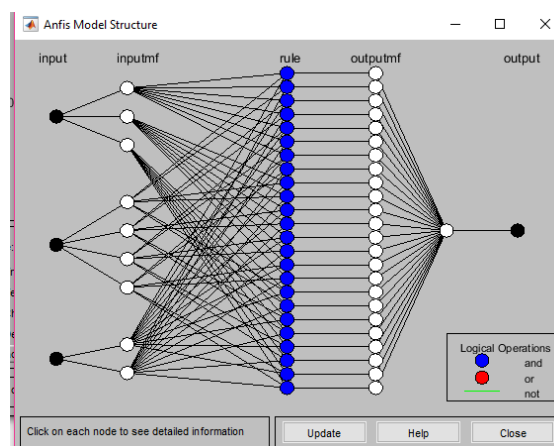 Anfis Model Structure
input inputmf rule outputmf output
Logical Operations
and
or
not
Click on each node to see detailed information
Update Help Close